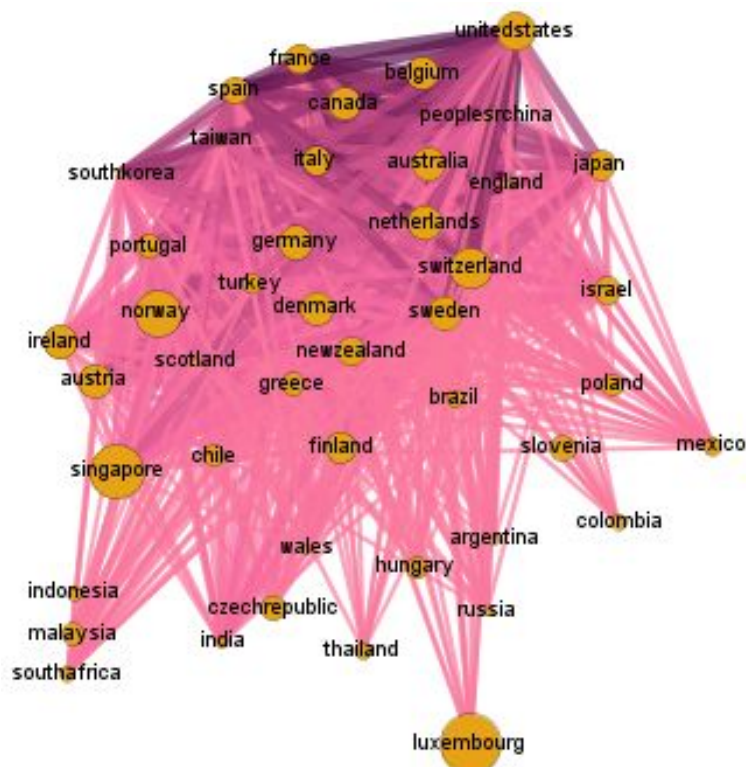 unitedstates
france
belgium
spain
canada
peoplesrchina
taiwan
italy
australia
japan
southkorea
england
netherlands
portugal
germany
switzerland
turkey
israel
norway
denmark
sweden
ireland
newzealand
scotland
austria
greece
poland
brazil
finland
slovenia
mexico
chile
singapore
colombia
argentina
wales
hungary
indonesia
czechrepublic
russia
malaysia
india
thailand
southafrica
luxembourg